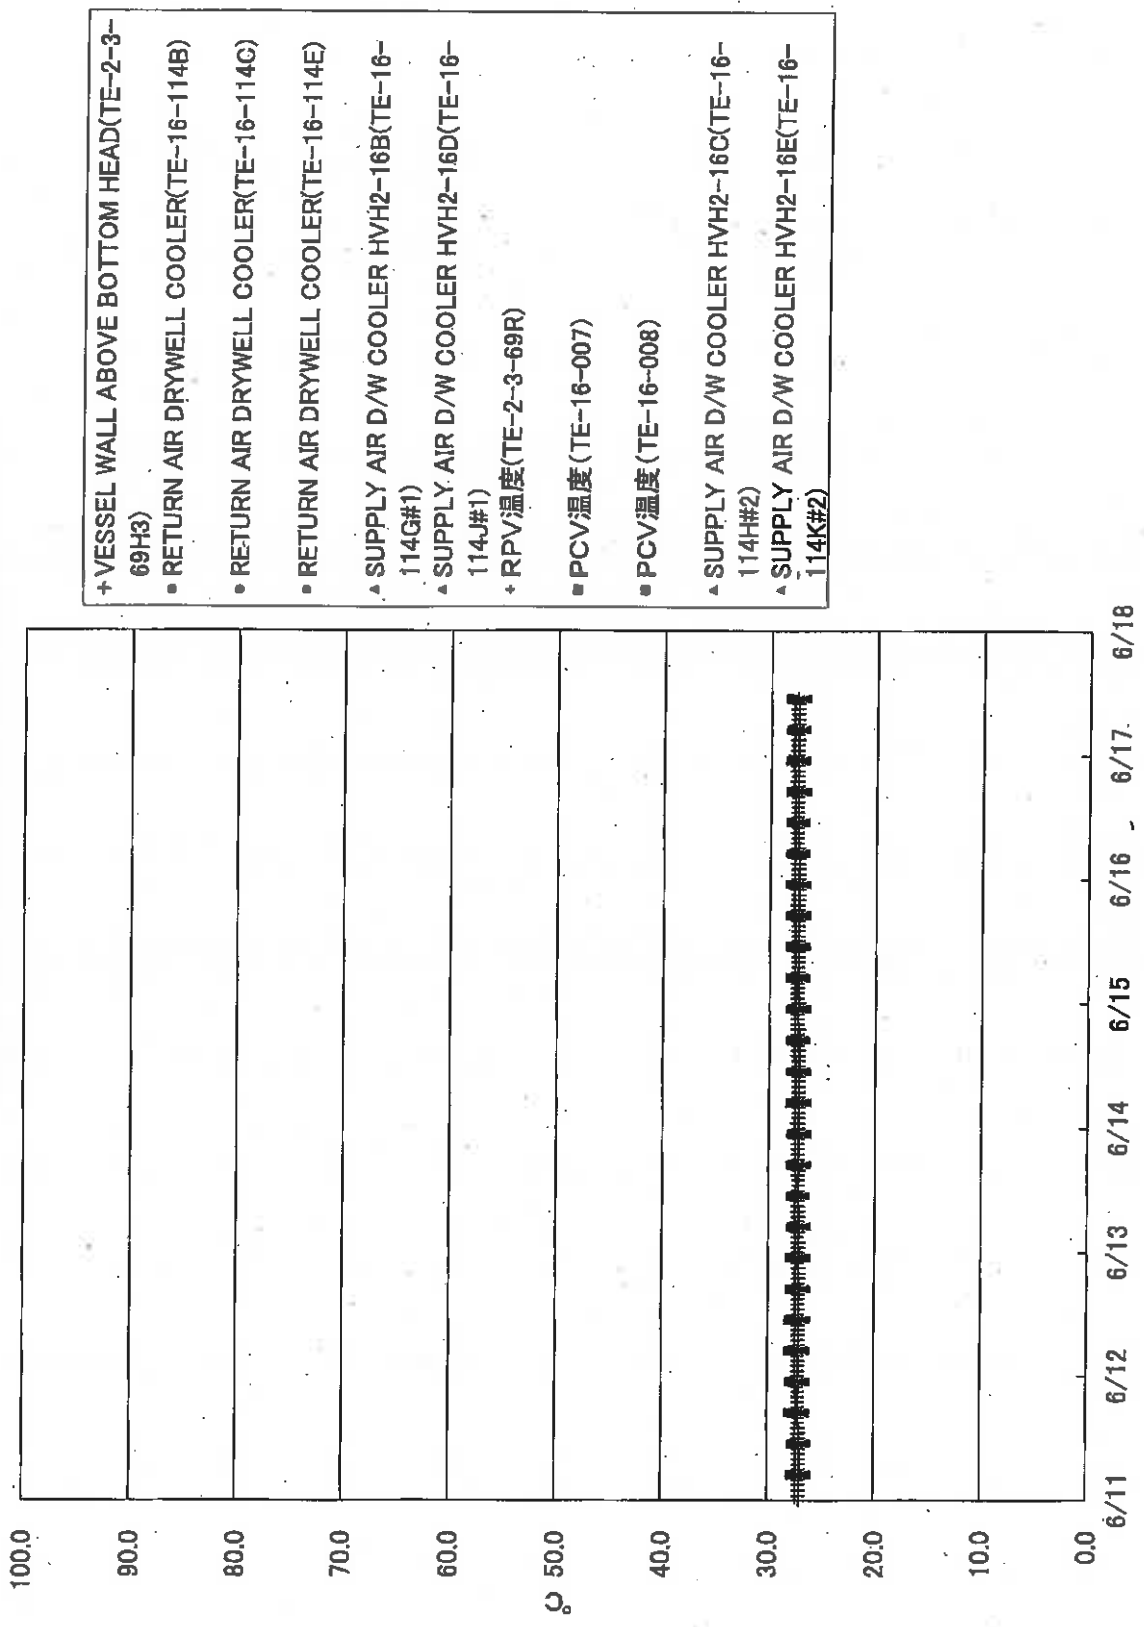 100.0
90.0
80.0
70.0
60.0
50.0
40.0
30.0
20.0
10.0
0.0
℃
6/11
6/12
6/13
6/14
6/15
6/16
6/17
6/18
+ VESSEL WALL ABOVE BOTTOM HEAD(TE-2-3-
69H3)
● RETURN AIR DRYWELL COOLER(TE-16-114B)
● RETURN AIR DRYWELL COOLER(TE-16-114C)
● RETURN AIR DRYWELL COOLER(TE-16-114E)
▲ SUPPLY AIR D/W COOLER HVH2-16B(TE-16-
114G#1)
▲ SUPPLY AIR D/W COOLER HVH2-16D(TE-16-
114J#1)
+ RPV温度(TE-2-3-69R)
■ PCV温度(TE-16-007)
■ PCV温度(TE-16-008)
▲ SUPPLY AIR D/W COOLER HVH2-16C(TE-16-
114H#2)
▲ SUPPLY AIR D/W COOLER HVH2-16E(TE-16-
114K#2)